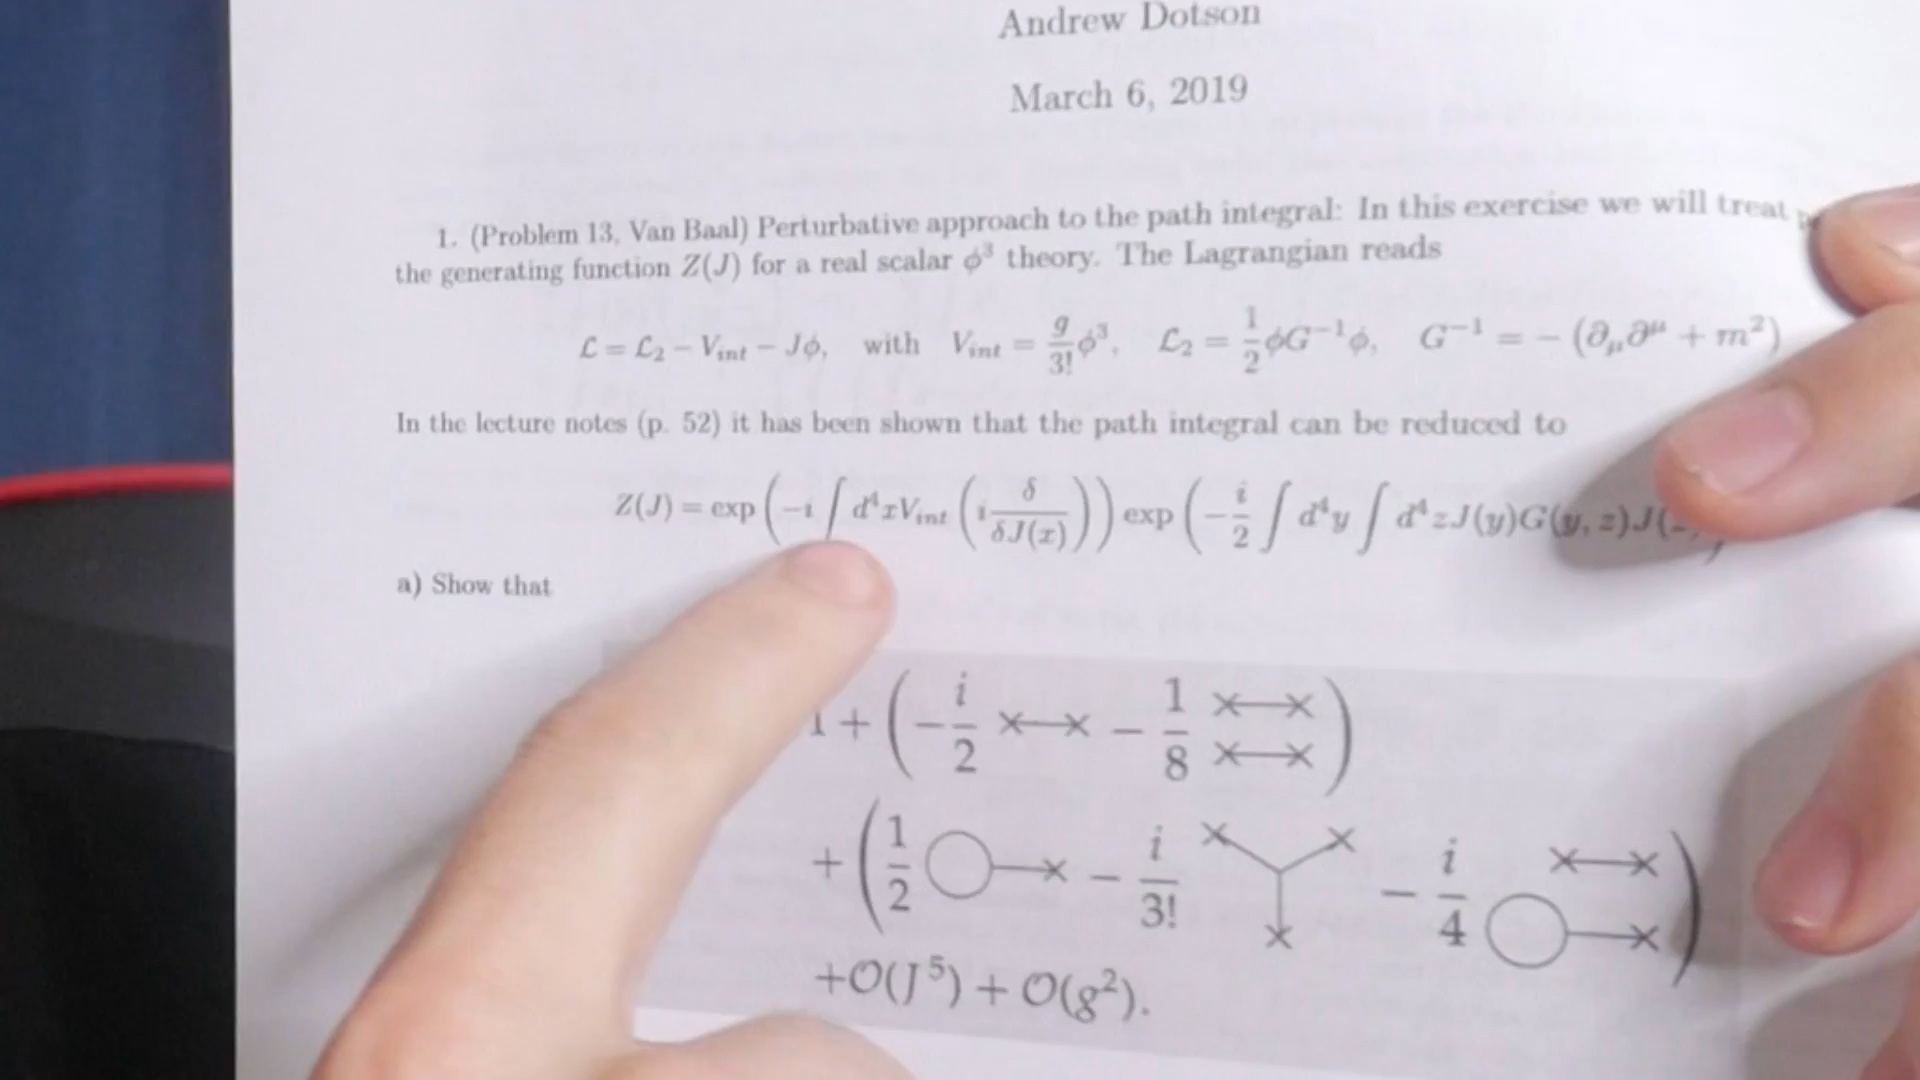 Andrew Dotson
March 6, 2019
1. (Problem 13, Van Baal) Perturbative approach to the path integral: In this exercise we will treat
the generating function Z(J) for a real scalar ϕ³ theory. The Lagrangian reads
ℒ = ℒ₂ − V_int − Jϕ, with V_int = g/3! ϕ³, ℒ₂ = 1/2 ϕG⁻¹ϕ, G⁻¹ = − (∂_μ∂^μ + m²)
In the lecture notes (p. 52) it has been shown that the path integral can be reduced to
Z(J) = exp (−i ∫ d⁴xV_int (i δ/δJ(x))) exp (−i/2 ∫ d⁴y ∫ d⁴zJ(y)G(y, z)J(
a) Show that
1 + (−i/2 ×—× − 1/8 ×—× ×—×)
+ (1/2 ○—× − i/3! × × × − i/4 ×—× ○—×)
+O(J⁵) + O(g²).